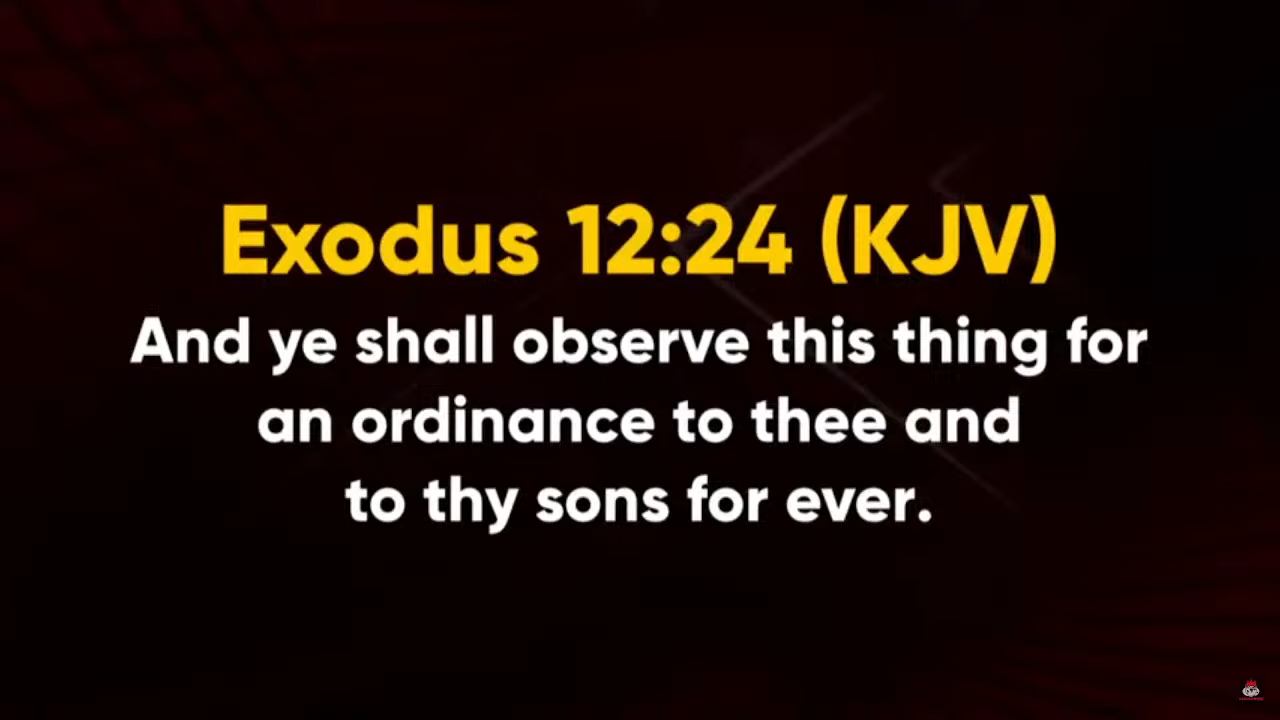 Exodus 12:24 (KJV)
And ye shall observe this thing for
an ordinance to thee and
to thy sons for ever.